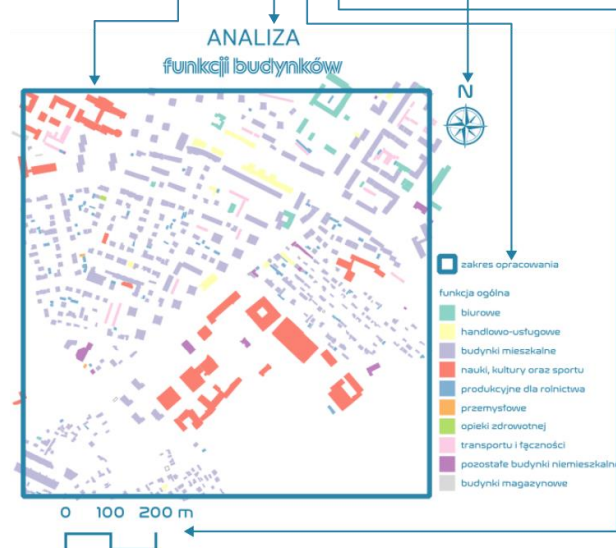 ANALIZA
funkcji budynków
N
zakres opracowania
funkcja ogólna
biurowe
handlowo-usługowe
budynki mieszkalne
nauki, kultury oraz sportu
produkcyjne dla rolnictwa
przemysłowe
opieki zdrowotnej
transportu i łączności
pozostałe budynki niemieszkalne
budynki magazynowe
0 100 200 m